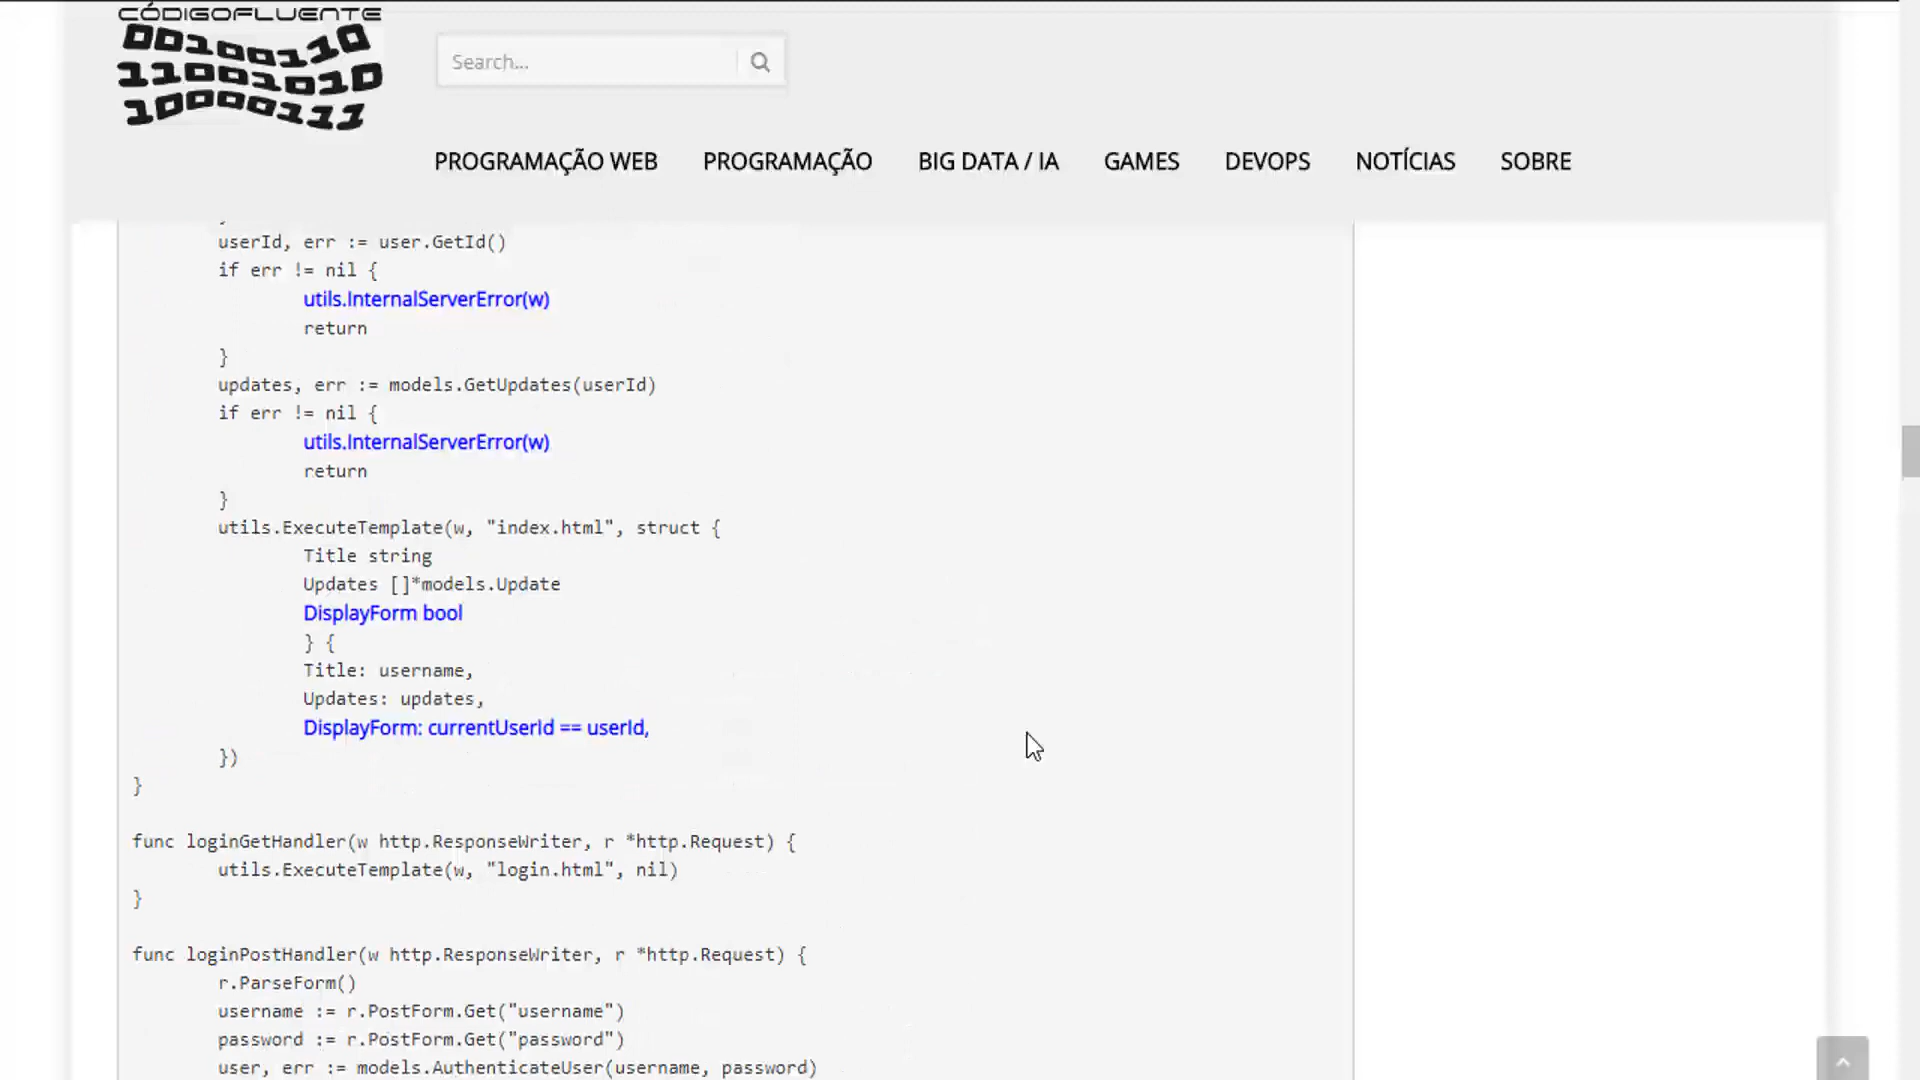 CÓDIGOFLUENTE
00100110
11001010
10000111
Search...
PROGRAMAÇÃO WEB PROGRAMAÇÃO BIG DATA / IA GAMES DEVOPS NOTÍCIAS SOBRE
userId, err := user.GetId()
if err != nil {
utils.InternalServerError(w)
return
}
updates, err := models.GetUpdates(userId)
if err != nil {
utils.InternalServerError(w)
return
}
utils.ExecuteTemplate(w, "index.html", struct {
Title string
Updates []*models.Update
DisplayForm bool
} {
Title: username,
Updates: updates,
DisplayForm: currentUserId == userId,
})
}
func loginGetHandler(w http.ResponseWriter, r *http.Request) {
utils.ExecuteTemplate(w, "login.html", nil)
}
func loginPostHandler(w http.ResponseWriter, r *http.Request) {
r.ParseForm()
username := r.PostForm.Get("username")
password := r.PostForm.Get("password")
user, err := models.AuthenticateUser(username, password)